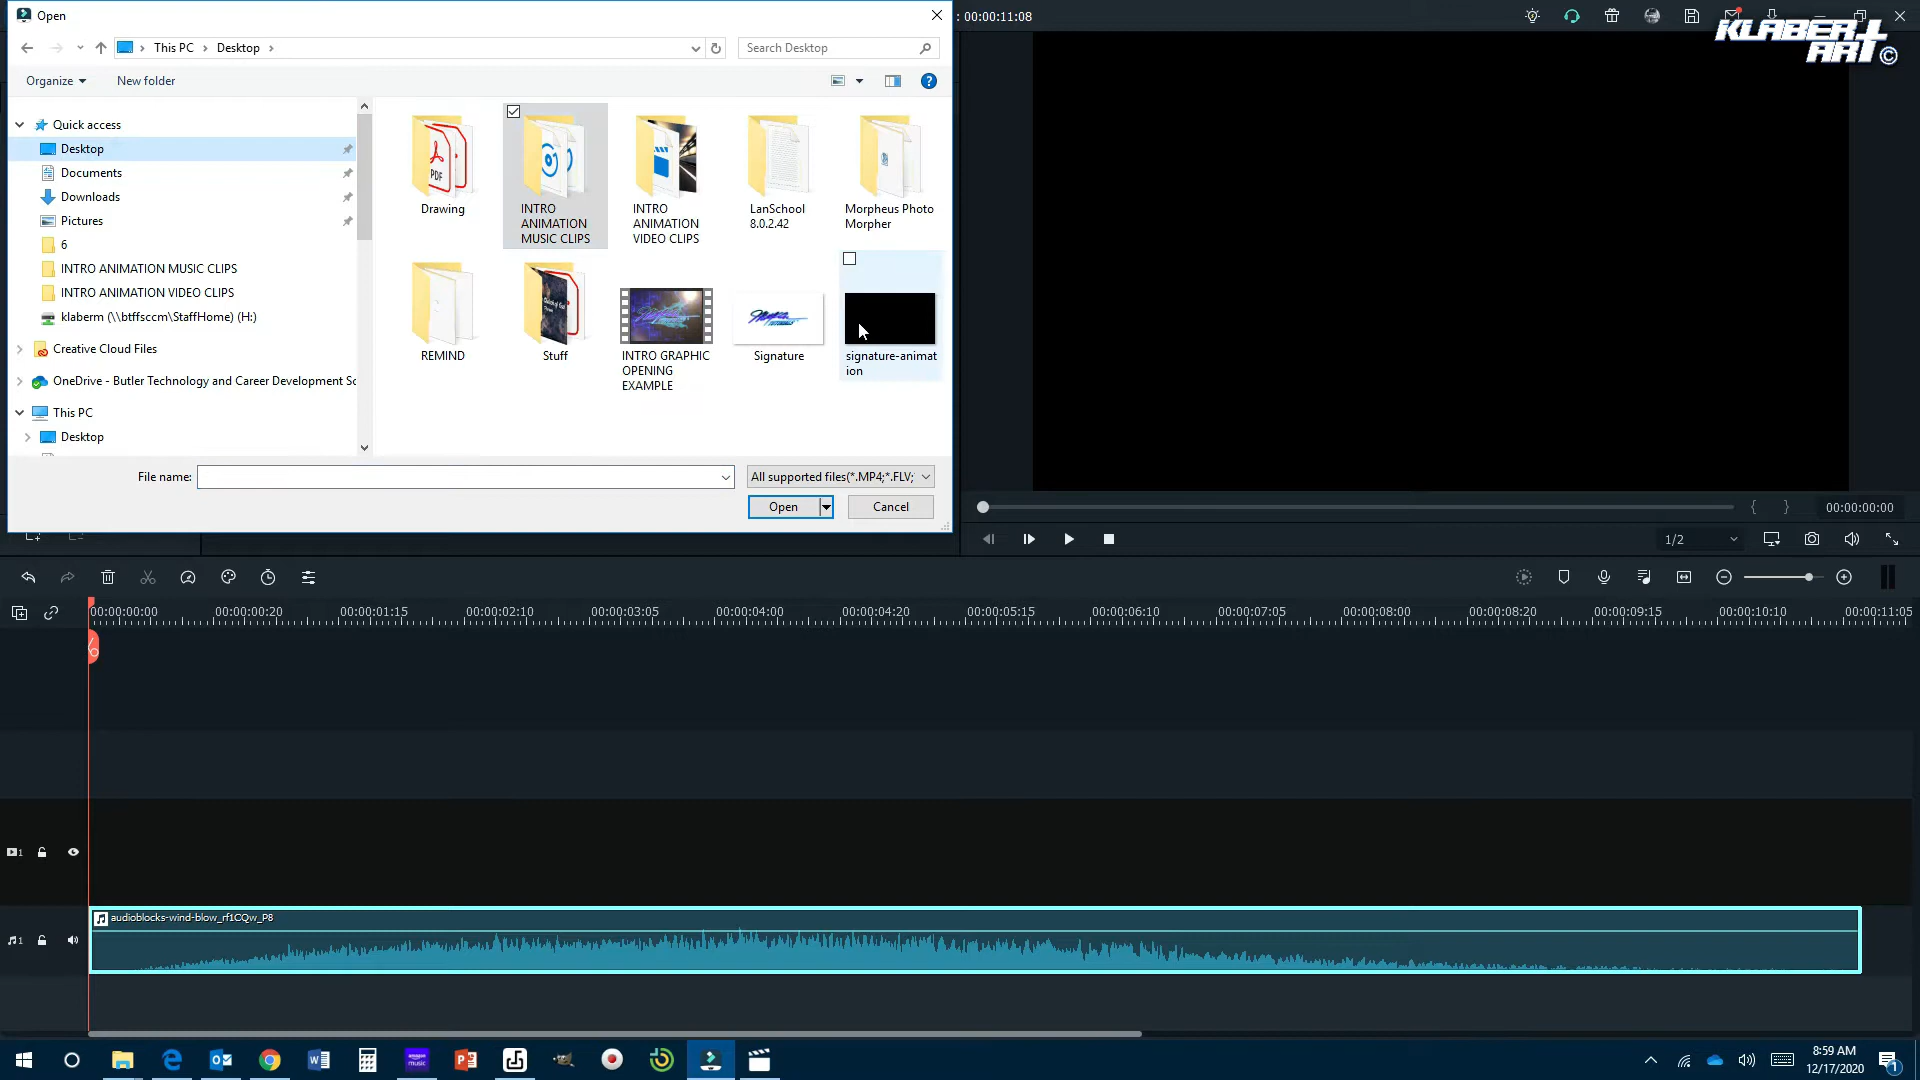 Open
: 00:00:11:08
KLABER
ART ©
This PC
Desktop
Search Desktop
Organize
New folder
Quick access
Desktop
Documents
Downloads
Pictures
6
INTRO ANIMATION MUSIC CLIPS
INTRO ANIMATION VIDEO CLIPS
klaberm (\\btffsccm\StaffHome) (H:)
Creative Cloud Files
OneDrive - Butler Technology and Career Development Sc
This PC
Desktop
PDF
Drawing
INTRO
ANIMATION
MUSIC CLIPS
INTRO
ANIMATION
VIDEO CLIPS
LanSchool
8.0.2.42
Morpheus Photo
Morpher
REMIND
Stuff
INTRO GRAPHIC
OPENING
EXAMPLE
Signature
signature-animat
ion
File name:
All supported files(*.MP4;*.FLV;
Open
Cancel
00:00:00:00
1/2
00:00:00:00
00:00:00:20
00:00:01:15
00:00:02:10
00:00:03:05
00:00:04:00
00:00:04:20
00:00:05:15
00:00:06:10
00:00:07:05
00:00:08:00
00:00:08:20
00:00:09:15
00:00:10:10
00:00:11:05
1
audioblocks-wind-blow_rf1CQw_P8
1
music
8:59 AM
12/17/2020
1